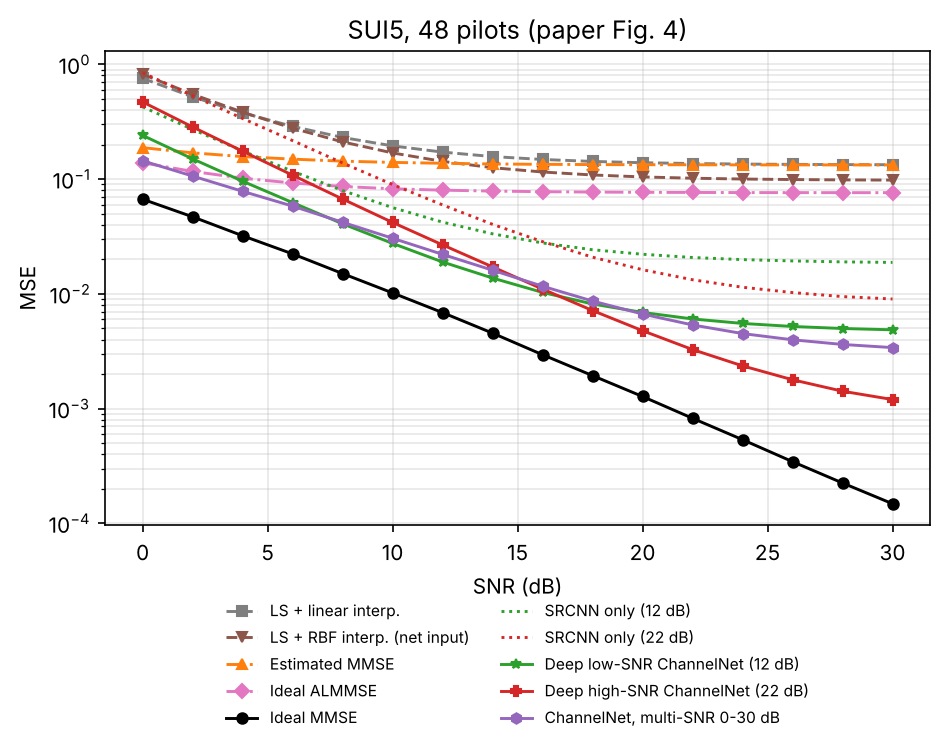 SUI5, 48 pilots (paper Fig. 4)
10⁰
10⁻¹
10⁻²
10⁻³
10⁻⁴
MSE
0 5 10 15 20 25 30
SNR (dB)
LS + linear interp.
LS + RBF interp. (net input)
Estimated MMSE
Ideal ALMMSE
Ideal MMSE
SRCNN only (12 dB)
SRCNN only (22 dB)
Deep low-SNR ChannelNet (12 dB)
Deep high-SNR ChannelNet (22 dB)
ChannelNet, multi-SNR 0-30 dB